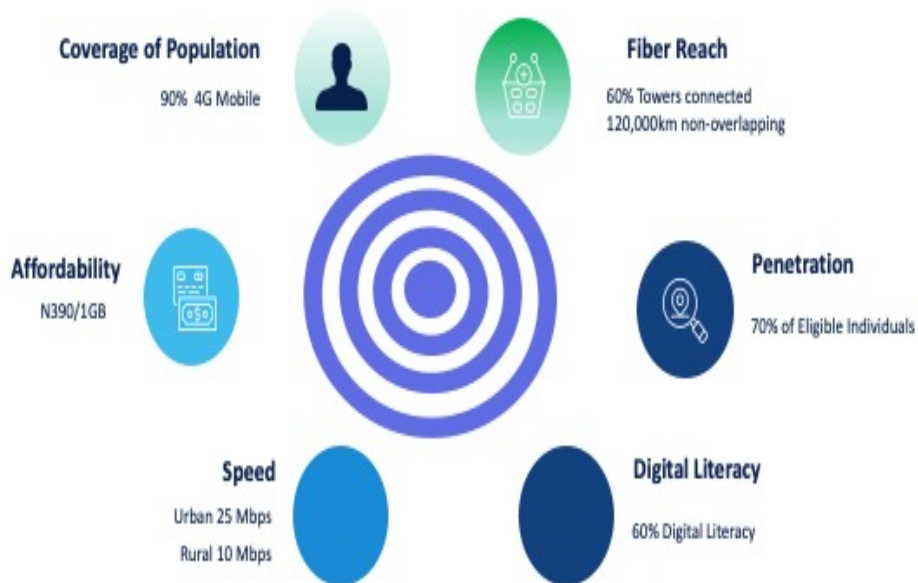 Coverage of Population
90% 4G Mobile
Fiber Reach
60% Towers connected
120,000km non-overlapping
Affordability
N390/1GB
Penetration
70% of Eligible Individuals
Speed
Urban 25 Mbps
Rural 10 Mbps
Digital Literacy
60% Digital Literacy